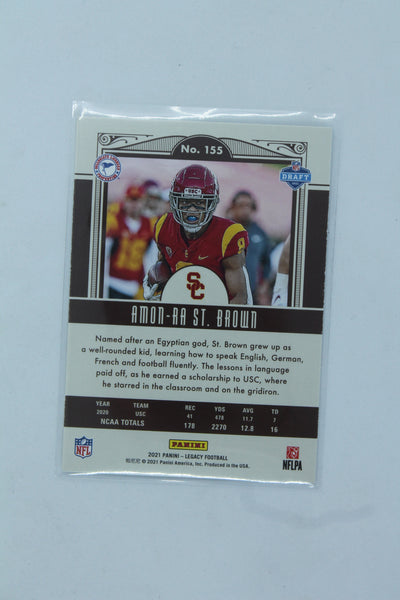 No. 155
DRAFT
USC
SC
AMON-RA ST. BROWN
Named after an Egyptian god, St. Brown grew up as
a well-rounded kid, learning how to speak English, German,
French and football fluently. The lessons in language
paid off, as he earned a scholarship to USC, where
he starred in the classroom and on the gridiron.
YEAR TEAM REC YDS AVG TD
2020 USC 41 478 11.7 7
NCAA TOTALS 178 2270 12.8 16
NFL
PANINI
NFLPA
2021 PANINI – LEGACY FOOTBALL
© 2021 Panini America, Inc. Produced in the USA.